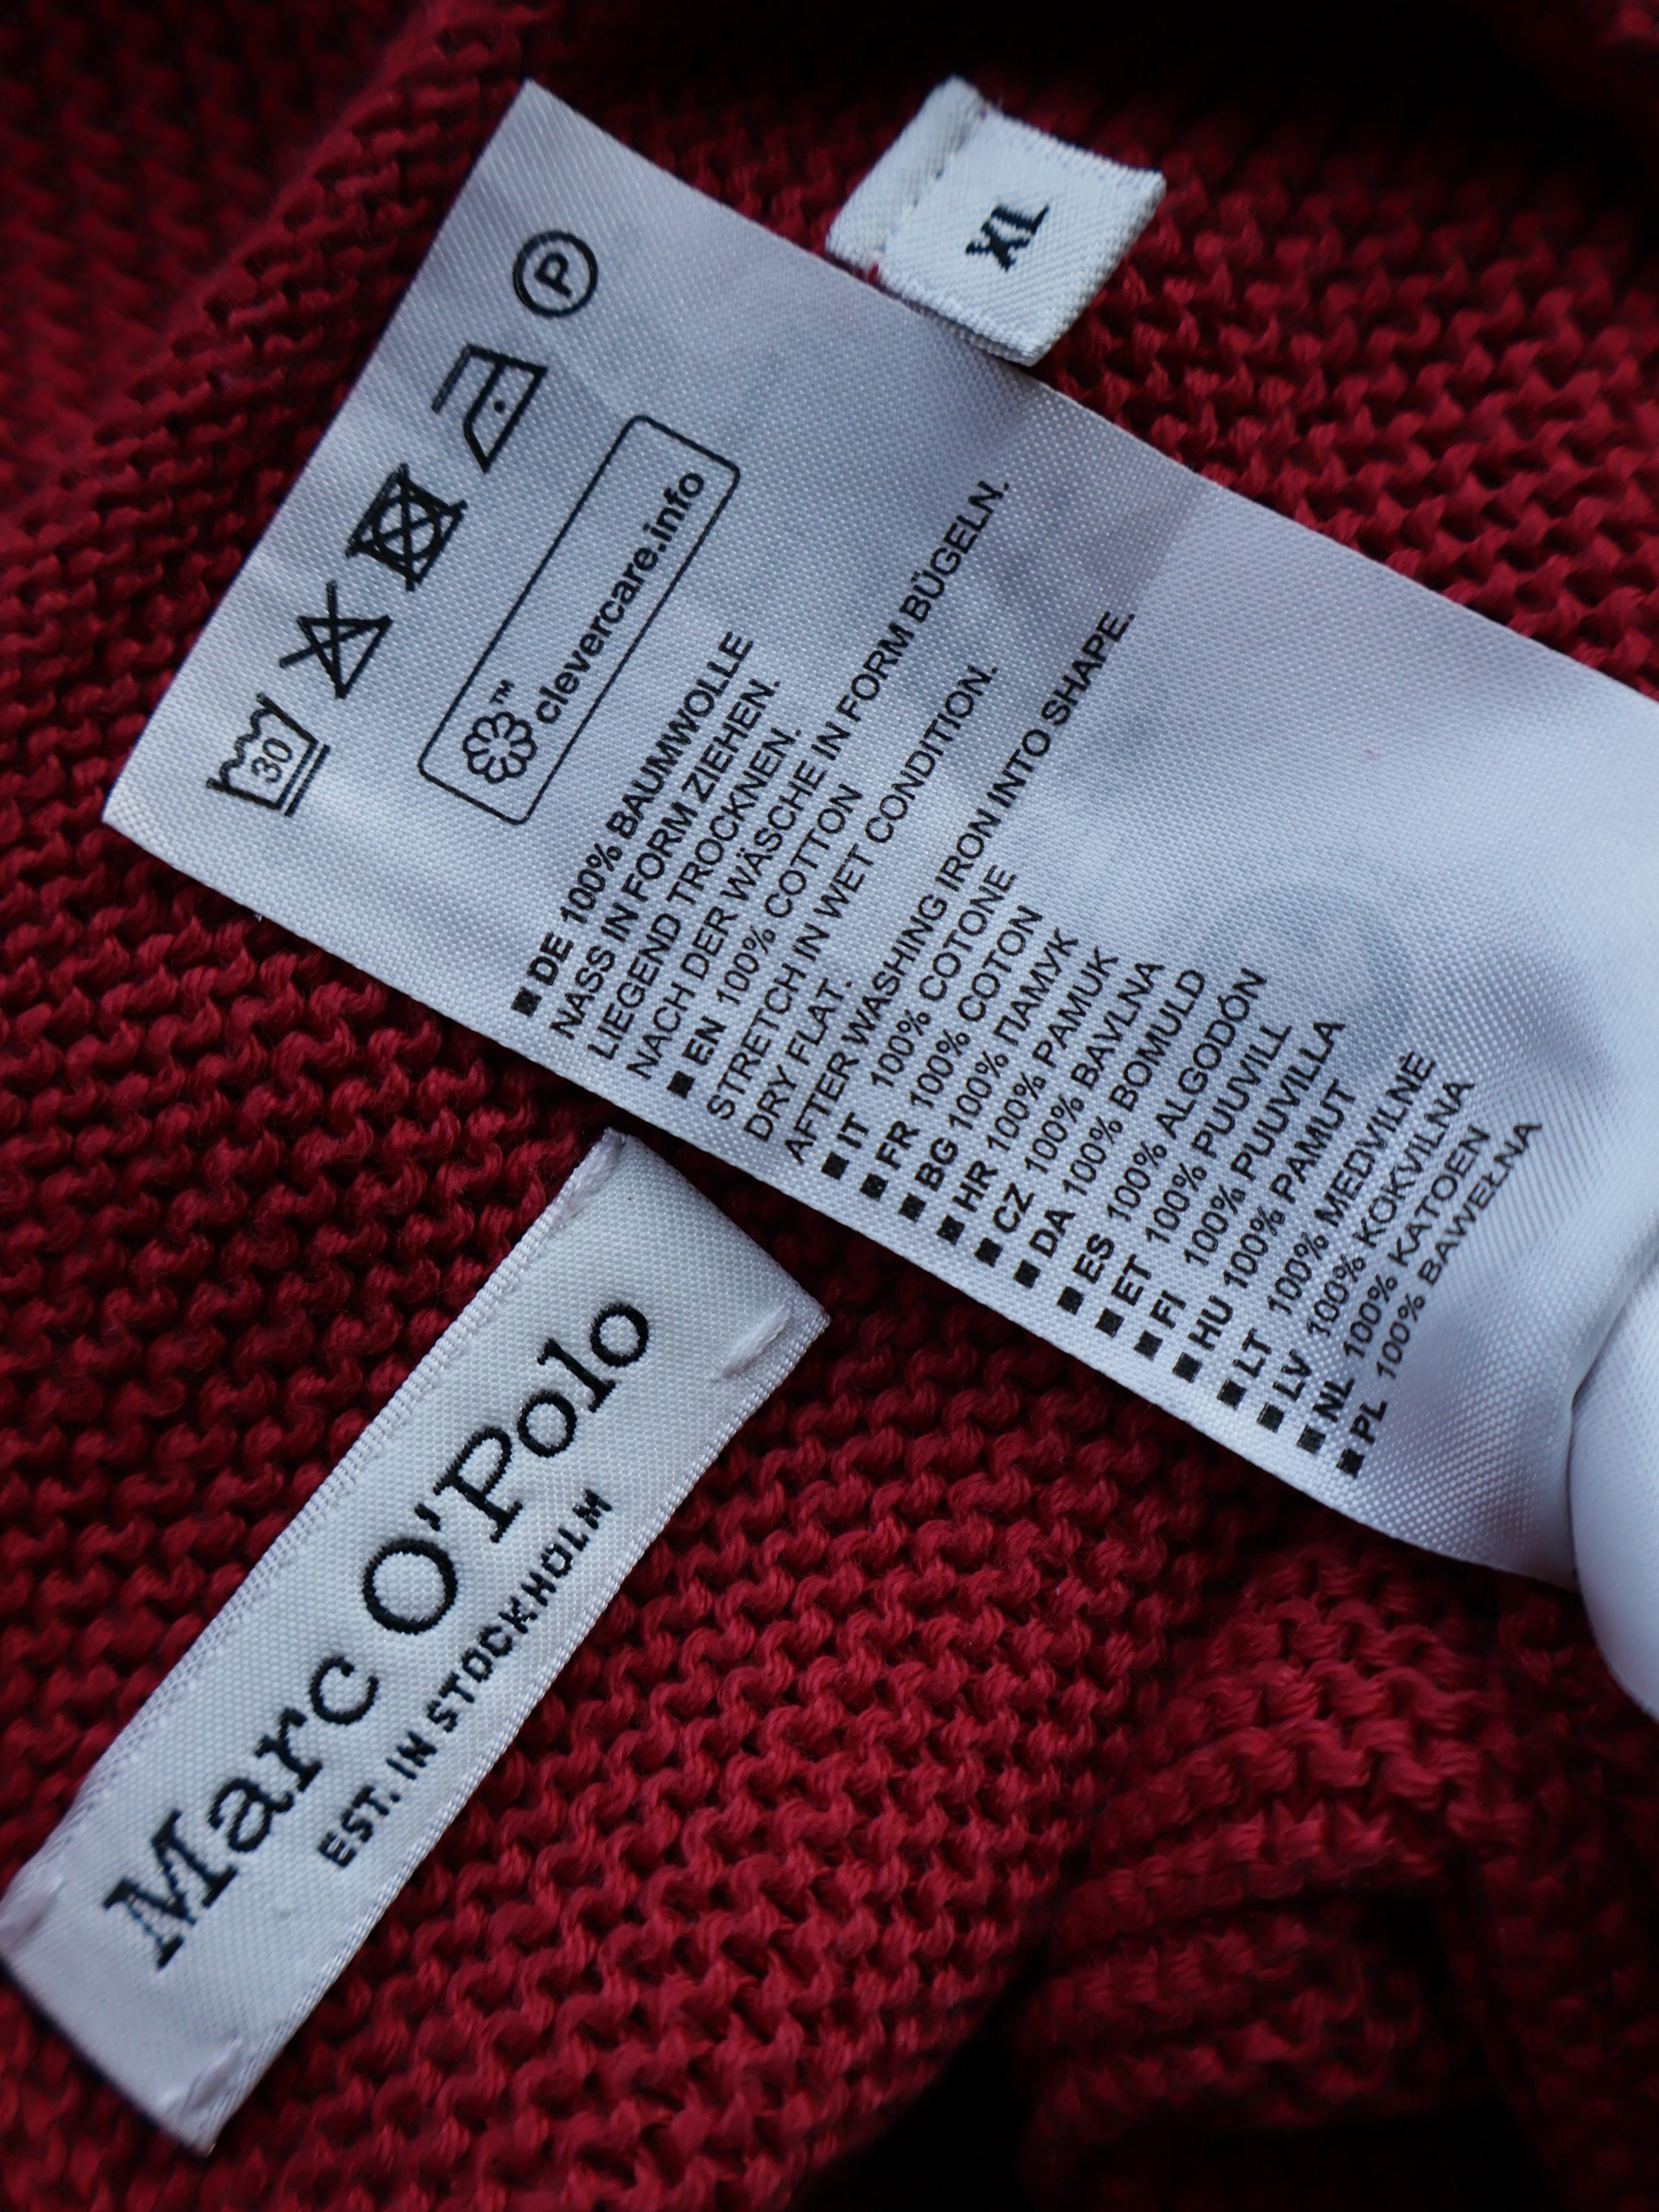 XL
P
30
™
clevercare.info
■ DE 100% BAUMWOLLE
NASS IN FORM ZIEHEN.
LIEGEND TROCKNEN.
NACH DER WÄSCHE IN FORM BÜGELN.
■ EN 100% COTTON
STRETCH IN WET CONDITION.
DRY FLAT.
AFTER WASHING IRON INTO SHAPE.
■ IT 100% COTONE
■ FR 100% COTON
■ BG 100% ПАМУК
■ HR 100% PAMUK
■ CZ 100% BAVLNA
■ DA 100% BOMULD
■ ES 100% ALGODÓN
■ ET 100% PUUVILL
■ FI 100% PUUVILLA
■ HU 100% PAMUT
■ LT 100% MEDVILNĖ
■ LV 100% KOKVILNA
■ NL 100% KATOEN
■ PL 100% BAWEŁNA
Marc O'Polo
EST. IN STOCKHOLM